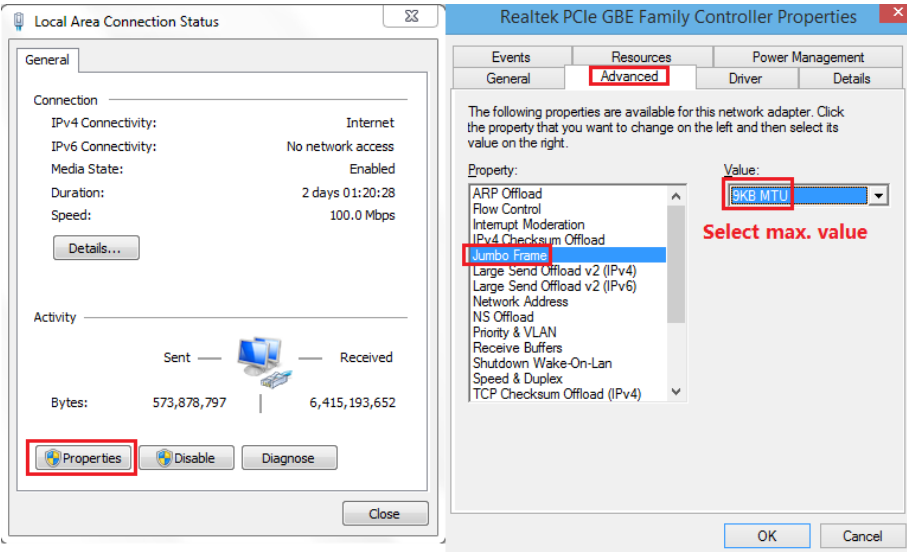 Local Area Connection Status
General
Connection
IPv4 Connectivity: Internet
IPv6 Connectivity: No network access
Media State: Enabled
Duration: 2 days 01:20:28
Speed: 100.0 Mbps
Details...
Activity
Sent Received
Bytes: 573,878,797 6,415,193,652
Properties Disable Diagnose
Close
Realtek PCIe GBE Family Controller Properties
Events Resources Power Management
General Advanced Driver Details
The following properties are available for this network adapter. Click
the property that you want to change on the left and then select its
value on the right.
Property: Value:
ARP Offload
Flow Control
Interrupt Moderation
IPv4 Checksum Offload
Jumbo Frame
Large Send Offload v2 (IPv4)
Large Send Offload v2 (IPv6)
Network Address
NS Offload
Priority & VLAN
Receive Buffers
Shutdown Wake-On-Lan
Speed & Duplex
TCP Checksum Offload (IPv4)
9KB MTU
Select max. value
OK Cancel